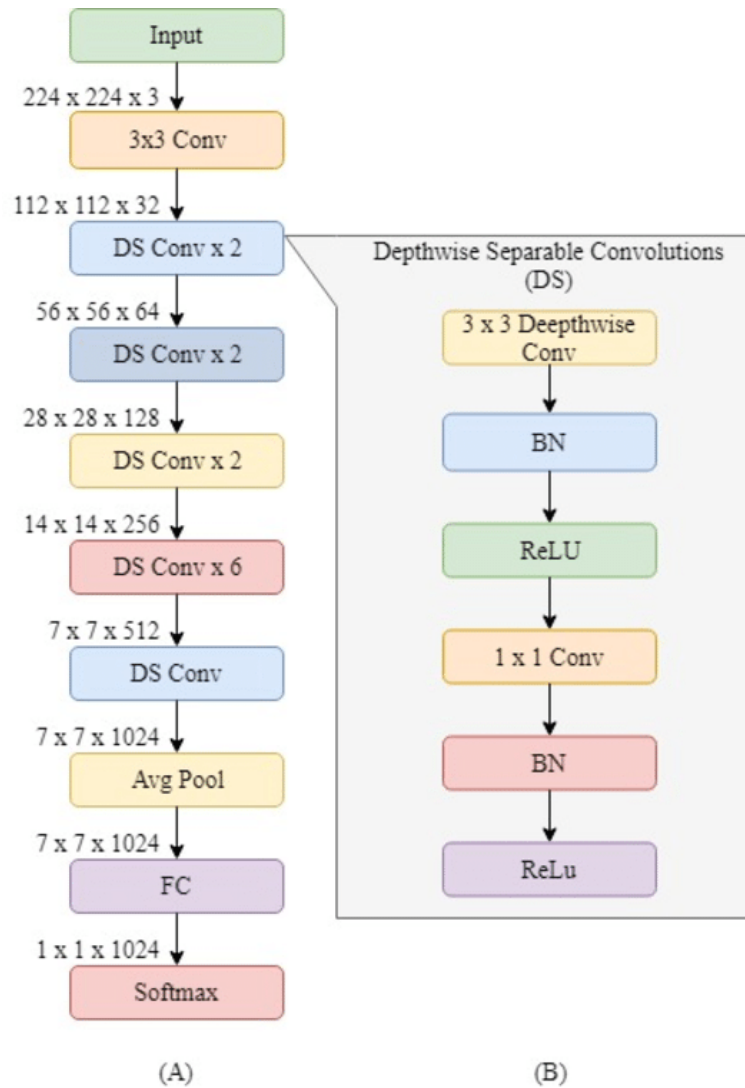 Input
224 x 224 x 3
3x3 Conv
112 x 112 x 32
DS Conv x 2
56 x 56 x 64
DS Conv x 2
28 x 28 x 128
DS Conv x 2
14 x 14 x 256
DS Conv x 6
7 x 7 x 512
DS Conv
7 x 7 x 1024
Avg Pool
7 x 7 x 1024
FC
1 x 1 x 1024
Softmax
(A)
Depthwise Separable Convolutions
(DS)
3 x 3 Deepthwise
Conv
BN
ReLU
1 x 1 Conv
BN
ReLu
(B)